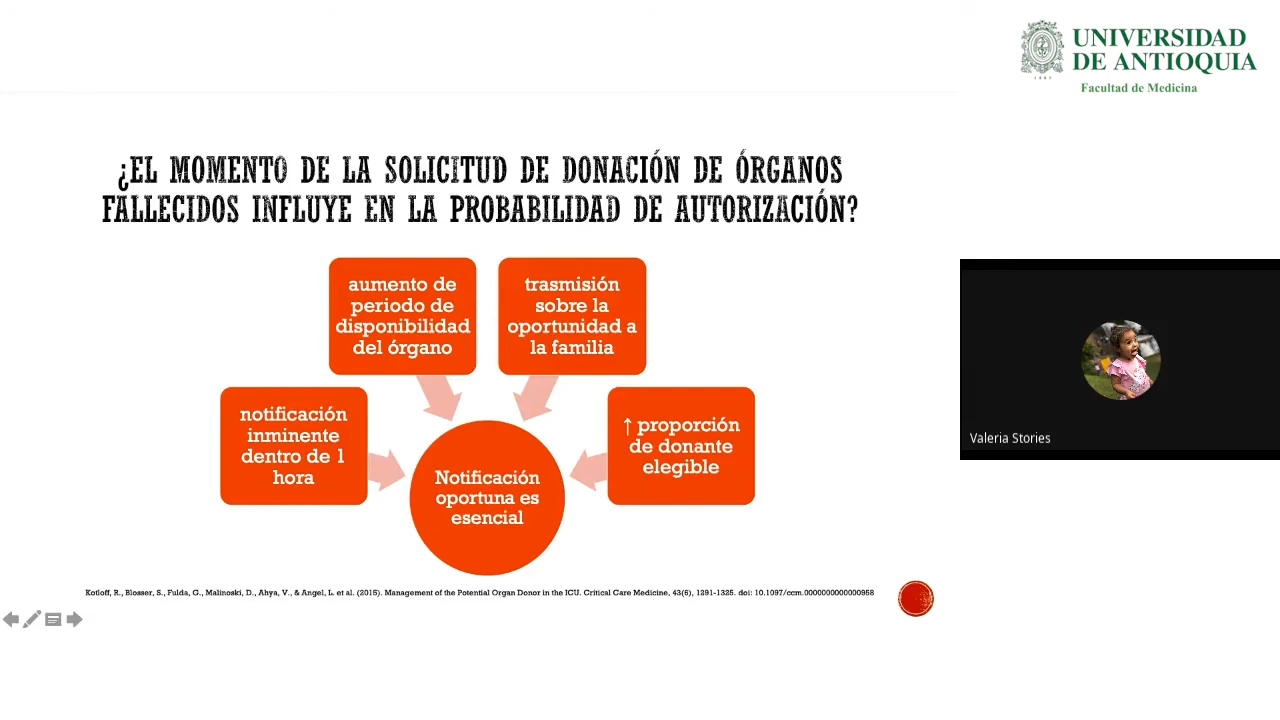 UNIVERSIDAD
DE ANTIOQUIA
1803
Facultad de Medicina
¿EL MOMENTO DE LA SOLICITUD DE DONACIÓN DE ÓRGANOS
FALLECIDOS INFLUYE EN LA PROBABILIDAD DE AUTORIZACIÓN?
aumento de
periodo de
disponibilidad
del órgano
trasmisión
sobre la
oportunidad a
la familia
notificación
inminente
dentro de 1
hora
↑ proporción
de donante
elegible
Notificación
oportuna es
esencial
Valeria Stories
Kotloff, R., Blosser, S., Fulda, G., Malinoski, D., Ahya, V., & Angel, L. et al. (2015). Management of the Potential Organ Donor in the ICU. Critical Care Medicine, 43(6), 1291-1325. doi: 10.1097/ccm.0000000000000958